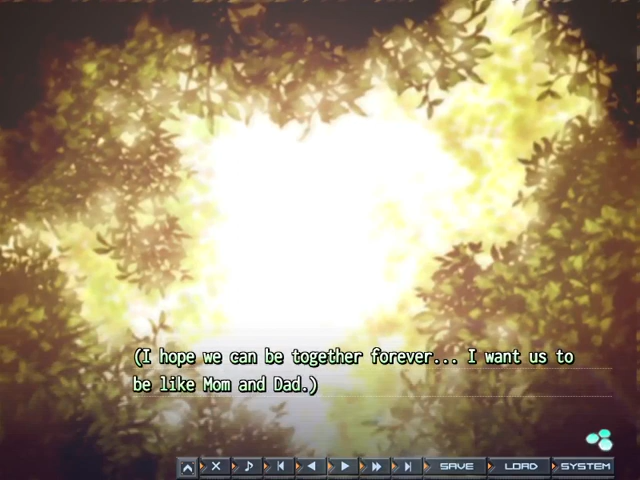 (I hope we can be together forever... I want us to
be like Mom and Dad.)
SAVE LOAD SYSTEM